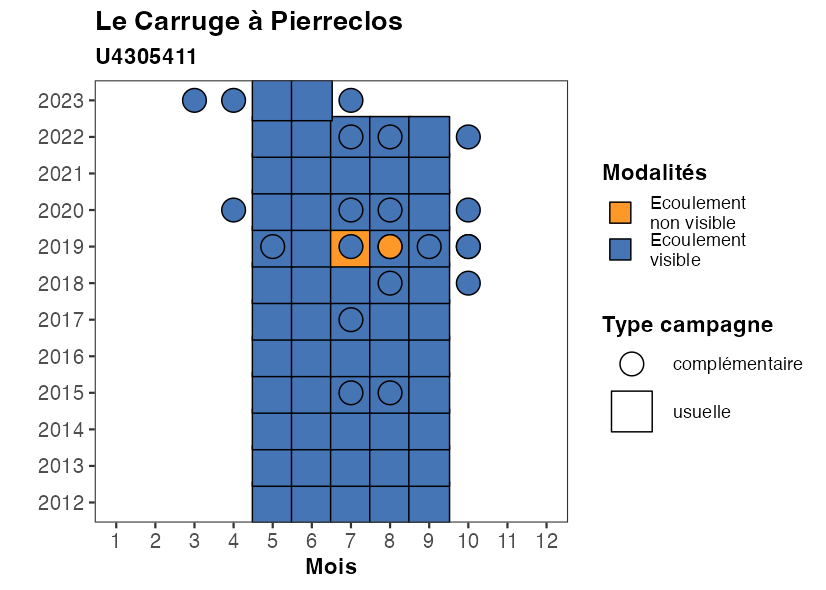 Le Carruge à Pierreclos
U4305411
2023
2022
2021
2020
2019
2018
2017
2016
2015
2014
2013
2012
1 2 3 4 5 6 7 8 9 10 11 12
Mois
Modalités
Ecoulement
non visible
Ecoulement
visible
Type campagne
complémentaire
usuelle